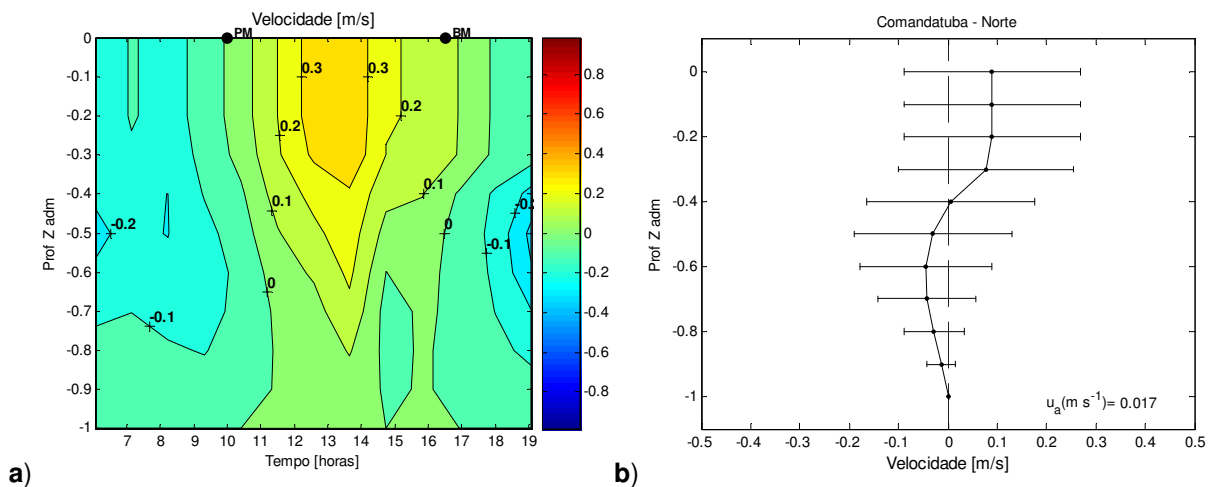 Velocidade [m/s]
PM
BM
0
-0.1
-0.2
-0.3
-0.4
-0.5
-0.6
-0.7
-0.8
-0.9
-1
Prof Z adm
0.3
0.3
0.2
0.2
0.1
0.1
0
0
-0.2
-0.1
-0.1
7 8 9 10 11 12 13 14 15 16 17 18 19
Tempo [horas]
0.8
0.6
0.4
0.2
0
-0.2
-0.4
-0.6
-0.8
a)
Comandatuba - Norte
0
-0.2
-0.4
-0.6
-0.8
-1
Prof Z adm
u_a(m s^-1)= 0.017
-0.5 -0.4 -0.3 -0.2 -0.1 0 0.1 0.2 0.3 0.4 0.5
Velocidade [m/s]
b)